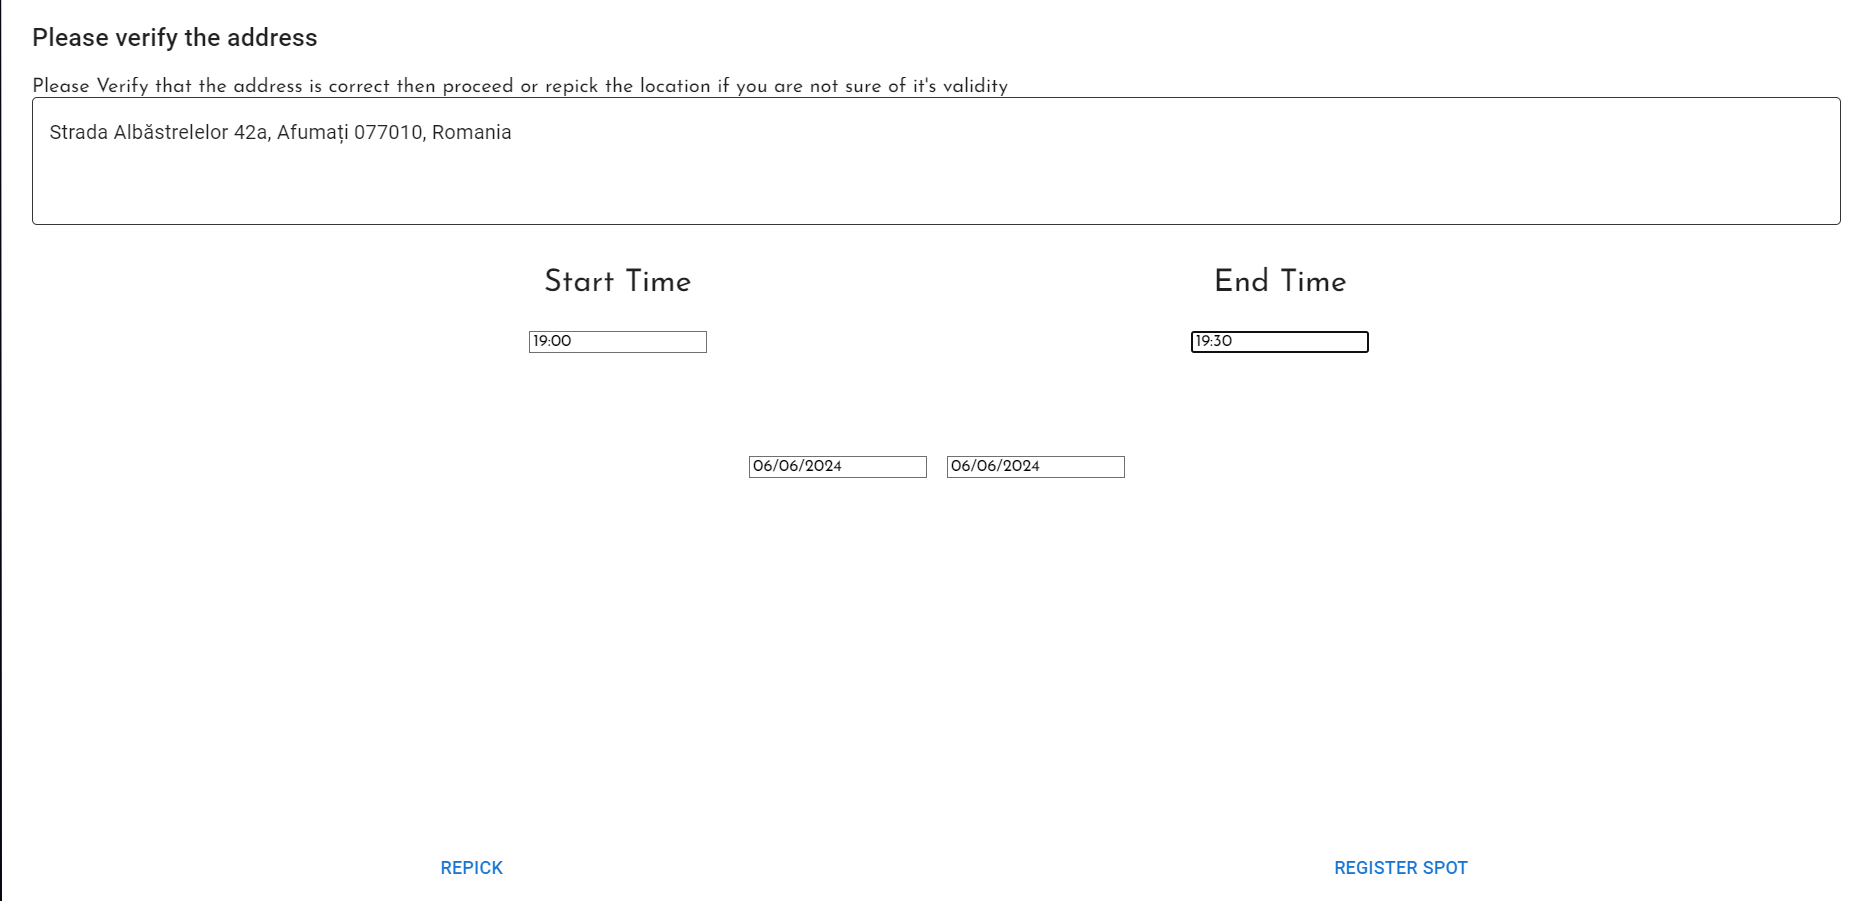 Please verify the address
Please Verify that the address is correct then proceed or repick the location if you are not sure of it's validity
Strada Albăstrelelor 42a, Afumați 077010, Romania
Start Time
End Time
19:00
19:30
06/06/2024
06/06/2024
REPICK
REGISTER SPOT